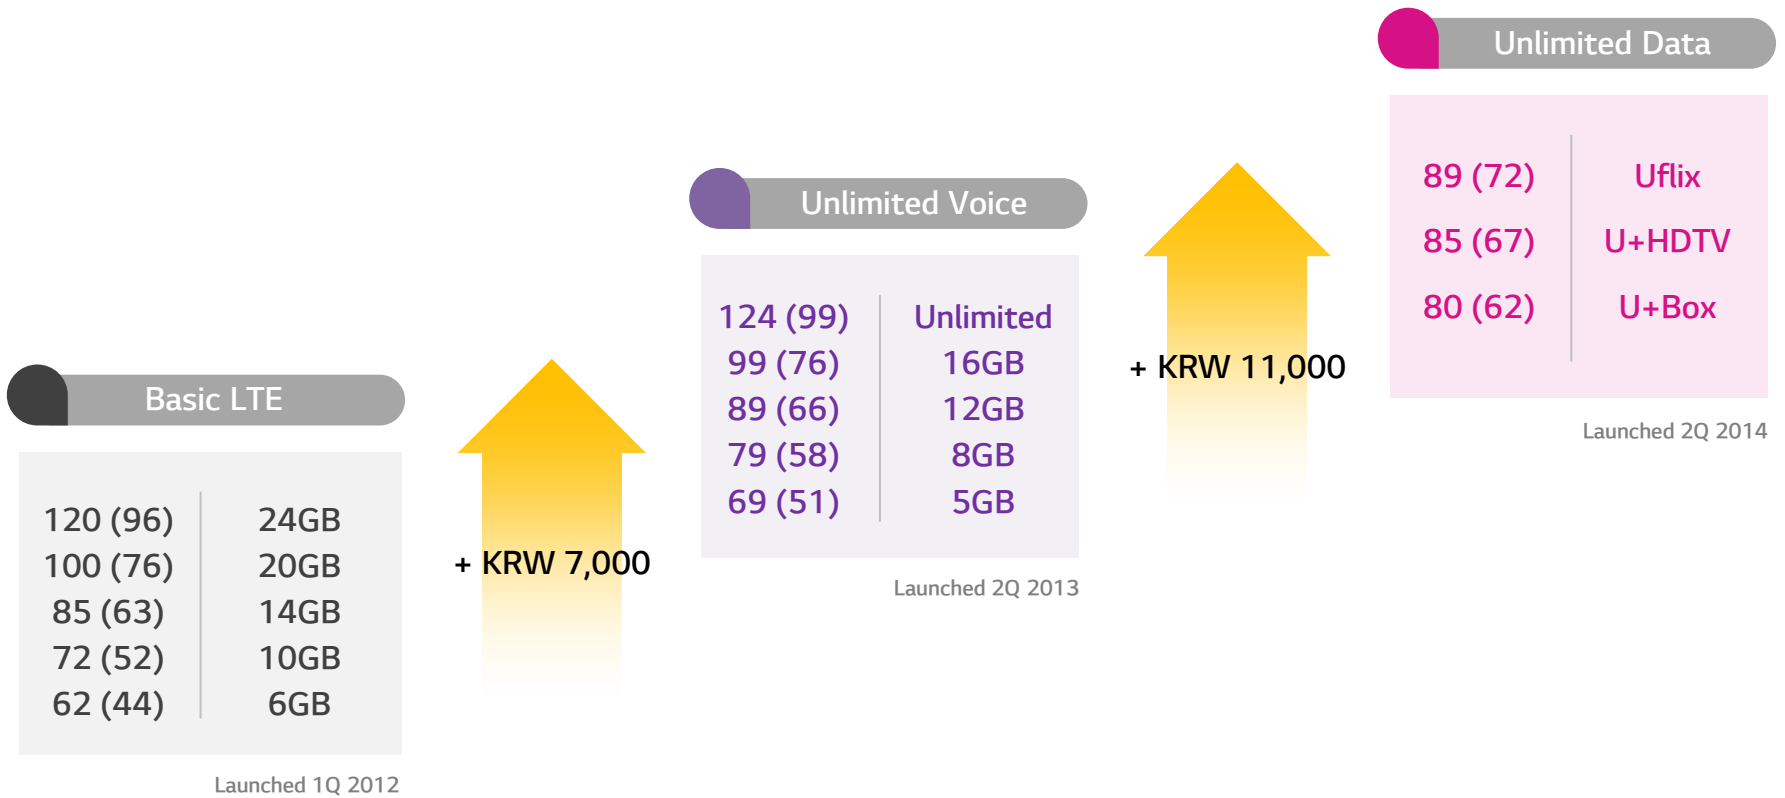 Basic LTE
120 (96) 24GB
100 (76) 20GB
85 (63) 14GB
72 (52) 10GB
62 (44) 6GB
Launched 1Q 2012
+ KRW 7,000
Unlimited Voice
124 (99) Unlimited
99 (76) 16GB
89 (66) 12GB
79 (58) 8GB
69 (51) 5GB
Launched 2Q 2013
+ KRW 11,000
Unlimited Data
89 (72) Uflix
85 (67) U+HDTV
80 (62) U+Box
Launched 2Q 2014